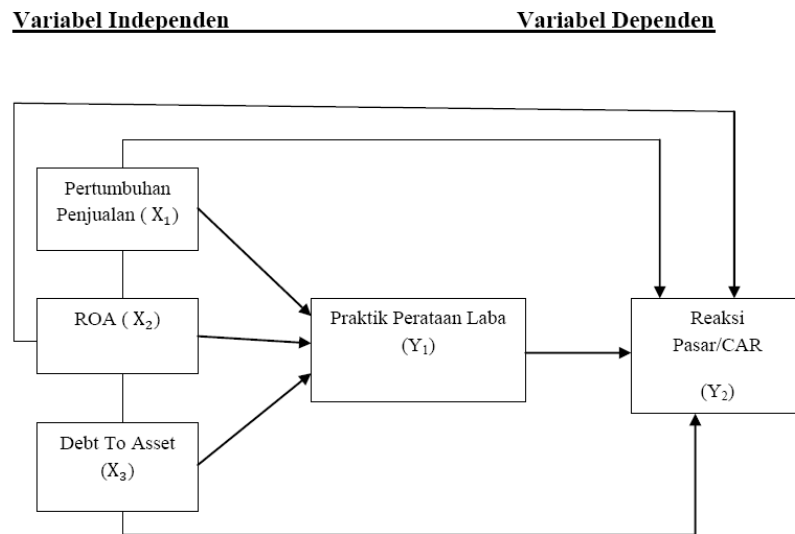 Variabel Independen
Variabel Dependen
Pertumbuhan
Penjualan ( X₁)
ROA ( X₂)
Debt To Asset
(X₃)
Praktik Perataan Laba
(Y₁)
Reaksi
Pasar/CAR
(Y₂)